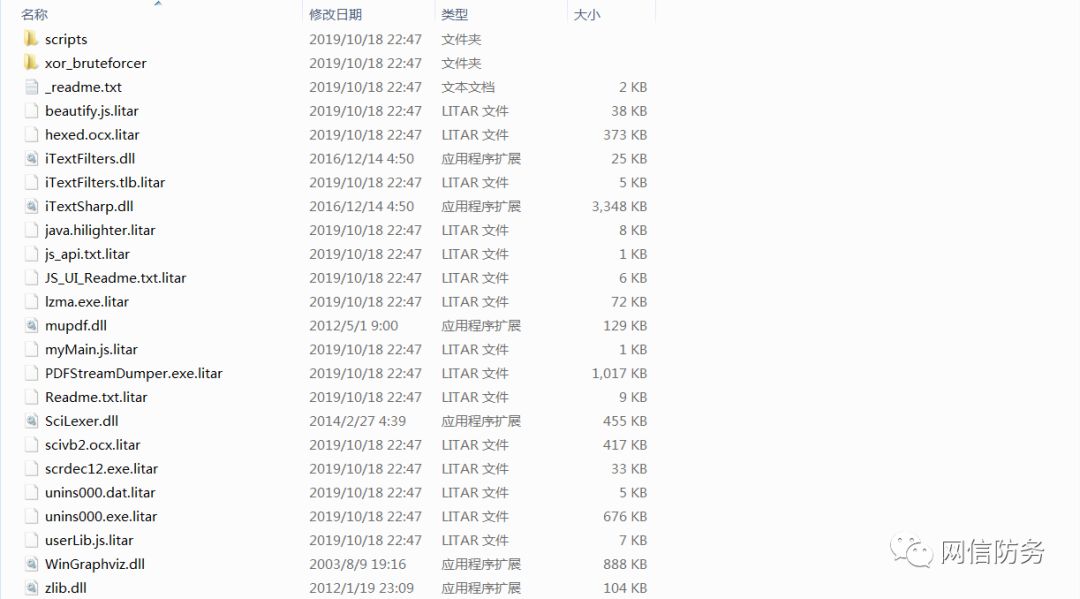 名称 修改日期 类型 大小
scripts 2019/10/18 22:47 文件夹
xor_bruteforcer 2019/10/18 22:47 文件夹
_readme.txt 2019/10/18 22:47 文本文档 2 KB
beautify.js.litar 2019/10/18 22:47 LITAR 文件 38 KB
hexed.ocx.litar 2019/10/18 22:47 LITAR 文件 373 KB
iTextFilters.dll 2016/12/14 4:50 应用程序扩展 25 KB
iTextFilters.tlb.litar 2019/10/18 22:47 LITAR 文件 5 KB
iTextSharp.dll 2016/12/14 4:50 应用程序扩展 3,348 KB
java.hilighter.litar 2019/10/18 22:47 LITAR 文件 8 KB
js_api.txt.litar 2019/10/18 22:47 LITAR 文件 1 KB
JS_UI_Readme.txt.litar 2019/10/18 22:47 LITAR 文件 6 KB
lzma.exe.litar 2019/10/18 22:47 LITAR 文件 72 KB
mupdf.dll 2012/5/1 9:00 应用程序扩展 129 KB
myMain.js.litar 2019/10/18 22:47 LITAR 文件 1 KB
PDFStreamDumper.exe.litar 2019/10/18 22:47 LITAR 文件 1,017 KB
Readme.txt.litar 2019/10/18 22:47 LITAR 文件 9 KB
SciLexer.dll 2014/2/27 4:39 应用程序扩展 455 KB
scivb2.ocx.litar 2019/10/18 22:47 LITAR 文件 417 KB
scrdec12.exe.litar 2019/10/18 22:47 LITAR 文件 33 KB
unins000.dat.litar 2019/10/18 22:47 LITAR 文件 5 KB
unins000.exe.litar 2019/10/18 22:47 LITAR 文件 676 KB
userLib.js.litar 2019/10/18 22:47 LITAR 文件 7 KB
WinGraphviz.dll 2003/8/9 19:16 应用程序扩展 888 KB
zlib.dll 2012/1/19 23:09 应用程序扩展 104 KB
网信防务